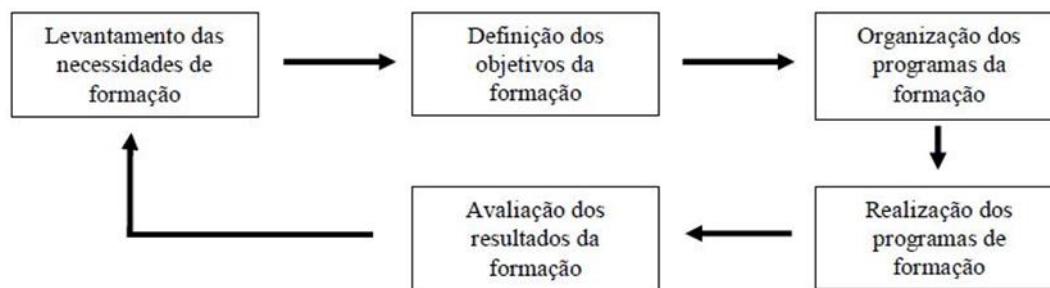 Levantamento das
necessidades de
formação
Definição dos
objetivos da
formação
Organização dos
programas da
formação
Realização dos
programas de
formação
Avaliação dos
resultados da
formação